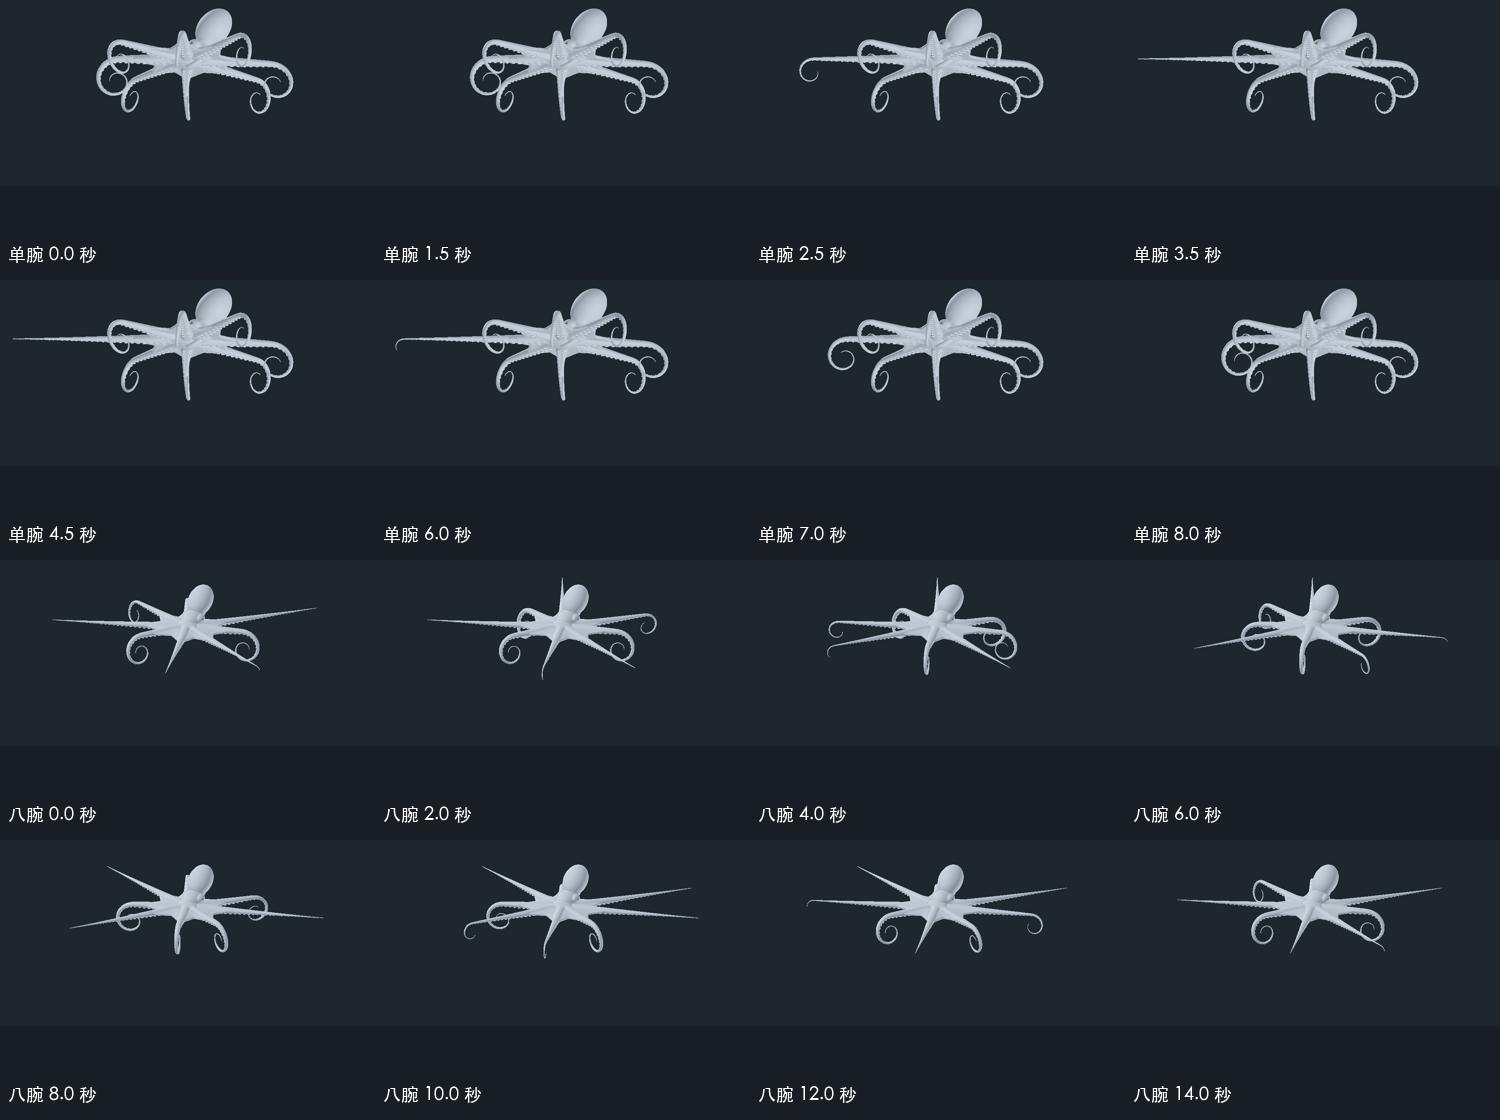 单腕 0.0 秒
单腕 1.5 秒
单腕 2.5 秒
单腕 3.5 秒
单腕 4.5 秒
单腕 6.0 秒
单腕 7.0 秒
单腕 8.0 秒
八腕 0.0 秒
八腕 2.0 秒
八腕 4.0 秒
八腕 6.0 秒
八腕 8.0 秒
八腕 10.0 秒
八腕 12.0 秒
八腕 14.0 秒